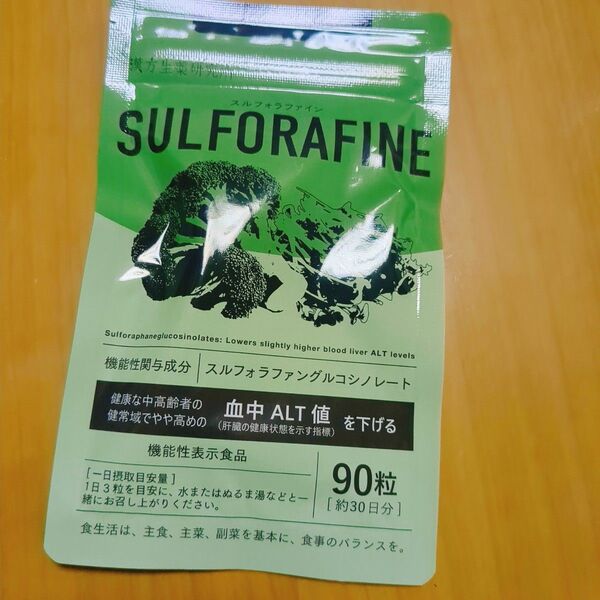 漢方生薬研究所
スルフォラファイン
SULFORAFINE
Sulforaphaneglucosinolates: Lowers slightly higher blood liver ALT levels
機能性関与成分 スルフォラファングルコシノレート
健康な中高齢者の
健常域でやや高めの
血中ALT値
(肝臓の健康状態を示す指標)
を下げる
機能性表示食品
[一日摂取目安量]
1日3粒を目安に、水またはぬるま湯などと一
緒にお召し上がりください。
90粒
[約30日分]
食生活は、主食、主菜、副菜を基本に、食事のバランスを。